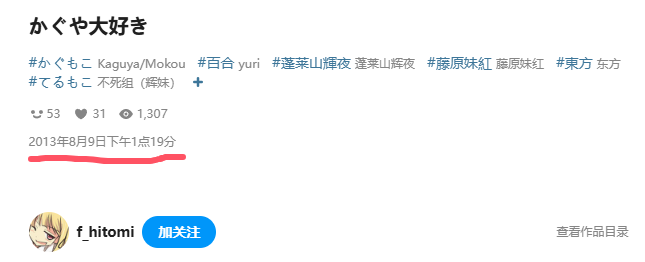 かぐや大好き
#かぐもこ Kaguya/Mokou #百合 yuri #蓬莱山輝夜 蓬莱山辉夜 #藤原妹紅 藤原妹红 #東方 东方
#てるもこ 不死组（辉妹） +
53 31 1,307
2013年8月9日下午1点19分
f_hitomi 加关注 查看作品目录